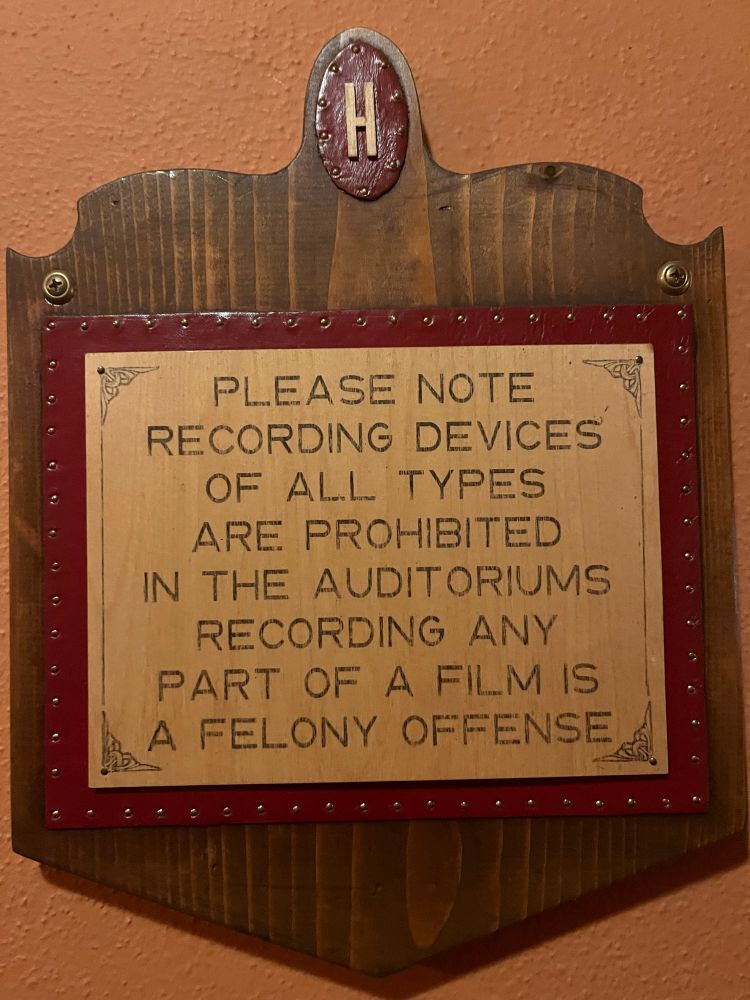 H
PLEASE NOTE
RECORDING DEVICES
OF ALL TYPES
ARE PROHIBITED
IN THE AUDITORIUMS
RECORDING ANY
PART OF A FILM IS
A FELONY OFFENSE